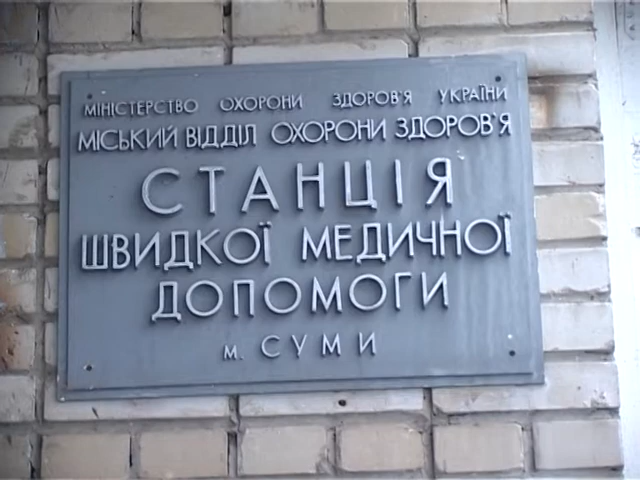 МІНІСТЕРСТВО ОХОРОНИ ЗДОРОВ'Я УКРАЇНИ
МІСЬКИЙ ВІДДІЛ ОХОРОНИ ЗДОРОВ'Я
СТАНЦІЯ
ШВИДКОЇ МЕДИЧНОЇ
ДОПОМОГИ
м. СУМИ